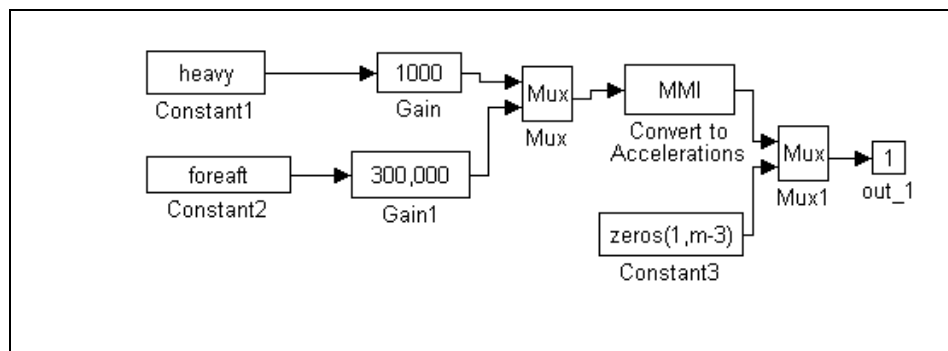 heavy
Constant1
1000
Gain
Mux
Mux
MMI
Convert to
Accelerations
foreaft
Constant2
300,000
Gain1
Mux
Mux1
1
out_1
zeros(1,m-3)
Constant3